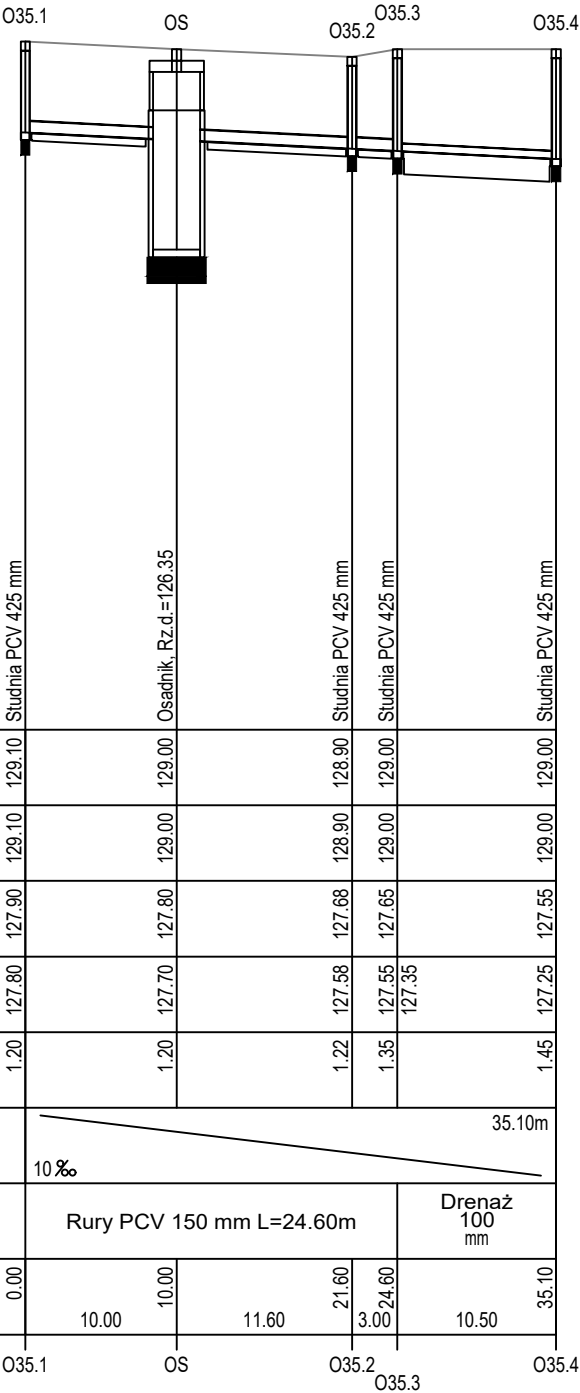 O35.1
OS
O35.2
O35.3
O35.4
Studnia PCV 425 mm
Osadnik, Rz.d.=126.35
Studnia PCV 425 mm
Studnia PCV 425 mm
Studnia PCV 425 mm
129.10
129.00
128.90
129.00
129.00
129.10
129.00
128.90
129.00
129.00
127.90
127.80
127.68
127.65
127.55
127.80
127.70
127.58
127.55
127.35
127.25
1.20
1.20
1.22
1.35
1.45
35.10m
10 ‰
Rury PCV 150 mm L=24.60m
Drenaż
100
mm
0.00
10.00
21.60
24.60
35.10
10.00
11.60
3.00
10.50
O35.1
OS
O35.2
O35.3
O35.4